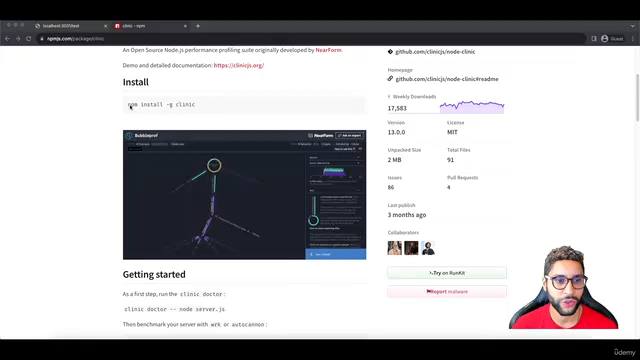 localhost:3001/test
clinic - npm
npmjs.com/package/clinic
Guest
An Open Source Node.js performance profiling suite originally developed by NearForm.
Demo and detailed documentation: https://clinicjs.org/
Install
npm install -g clinic
Bubbleprof
NearForm
Getting started
As a first step, run the clinic doctor :
clinic doctor -- node server.js
Then benchmark your server with wrk or autocannon :
github.com/clinicjs/node-clinic
Homepage
github.com/clinicjs/node-clinic#readme
Weekly Downloads
17,583
Version
License
13.0.0
MIT
Unpacked Size
Total Files
2 MB
91
Issues
Pull Requests
86
4
Last publish
3 months ago
Collaborators
Try on RunKit
Report malware
udemy